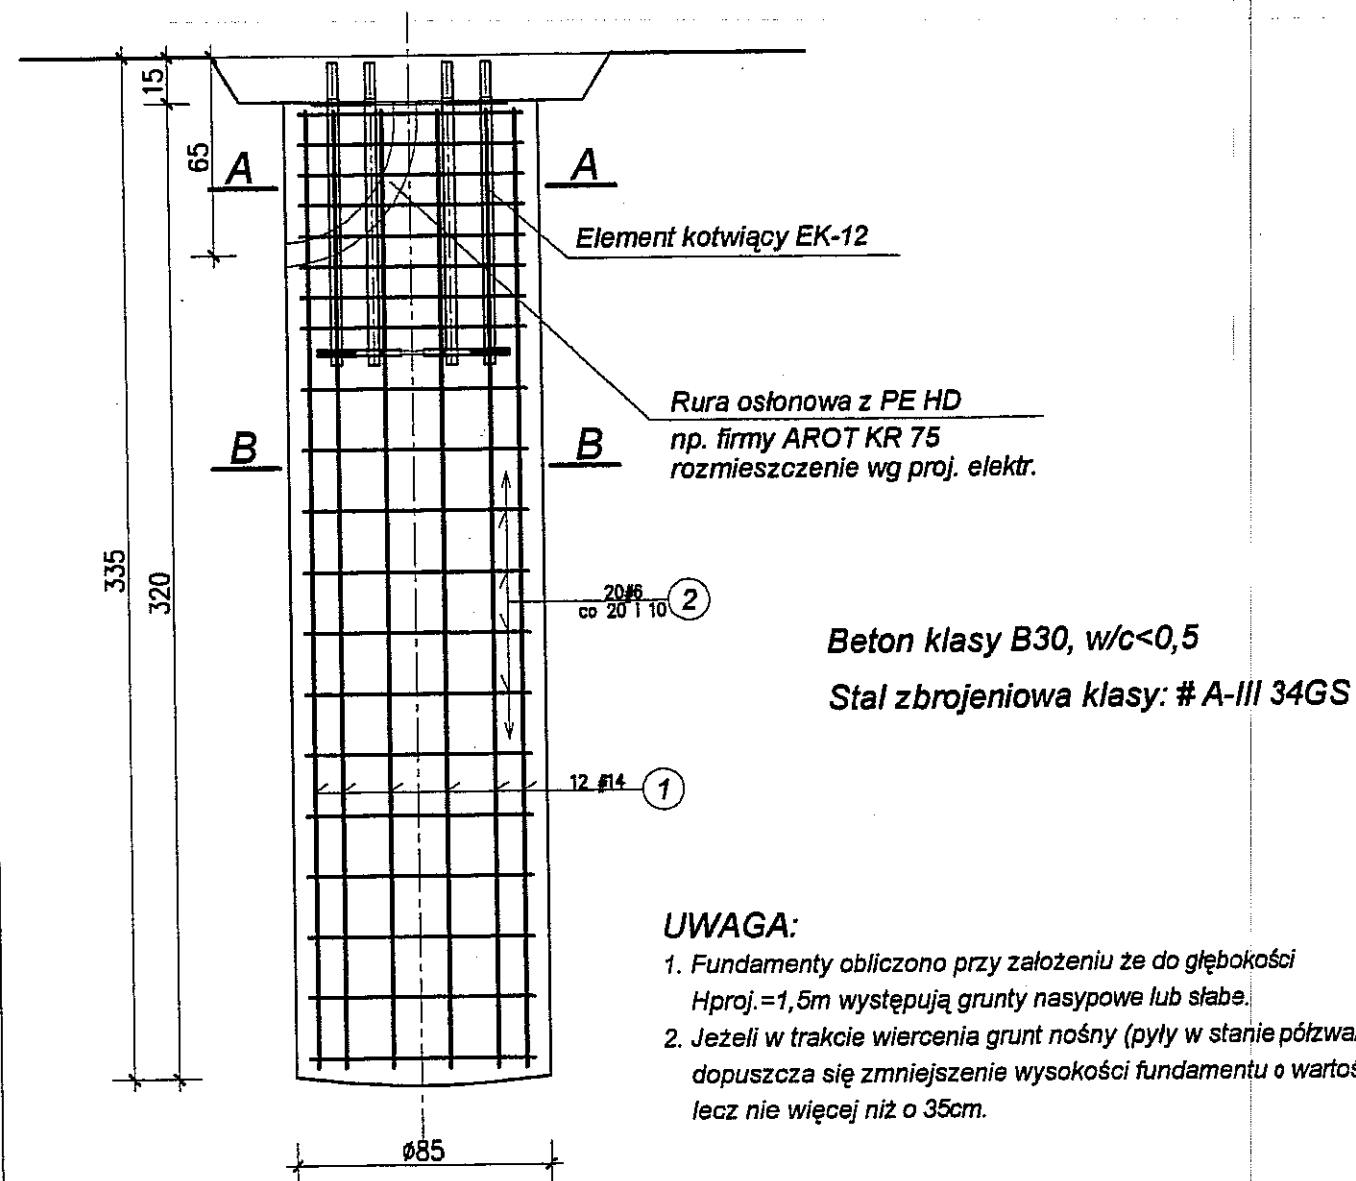 15
65
A
A
Element kotwiący EK-12
Rura osłonowa z PE HD
np. firmy AROT KR 75
rozmieszczenie wg proj. elektr.
B
B
335
320
20#6
co 20 i 10
2
Beton klasy B30, w/c<0,5
Stal zbrojeniowa klasy: # A-III 34GS
12 #14
1
UWAGA:
1. Fundamenty obliczono przy założeniu że do głębokości
Hproj.=1,5m występują grunty nasypowe lub słabe.
2. Jeżeli w trakcie wiercenia grunt nośny (pyły w stanie
dopuszcza się zmniejszenie wysokości fundamentu o
lecz nie więcej niż o 35cm.
ø85